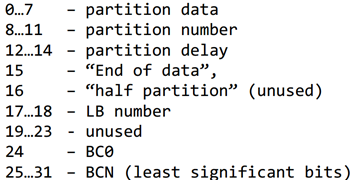 0…7 – partition data
8…11 – partition number
12…14 – partition delay
15 – “End of data”,
16 – “half partition” (unused)
17…18 – LB number
19…23 - unused
24 – BC0
25…31 – BCN (least significant bits)